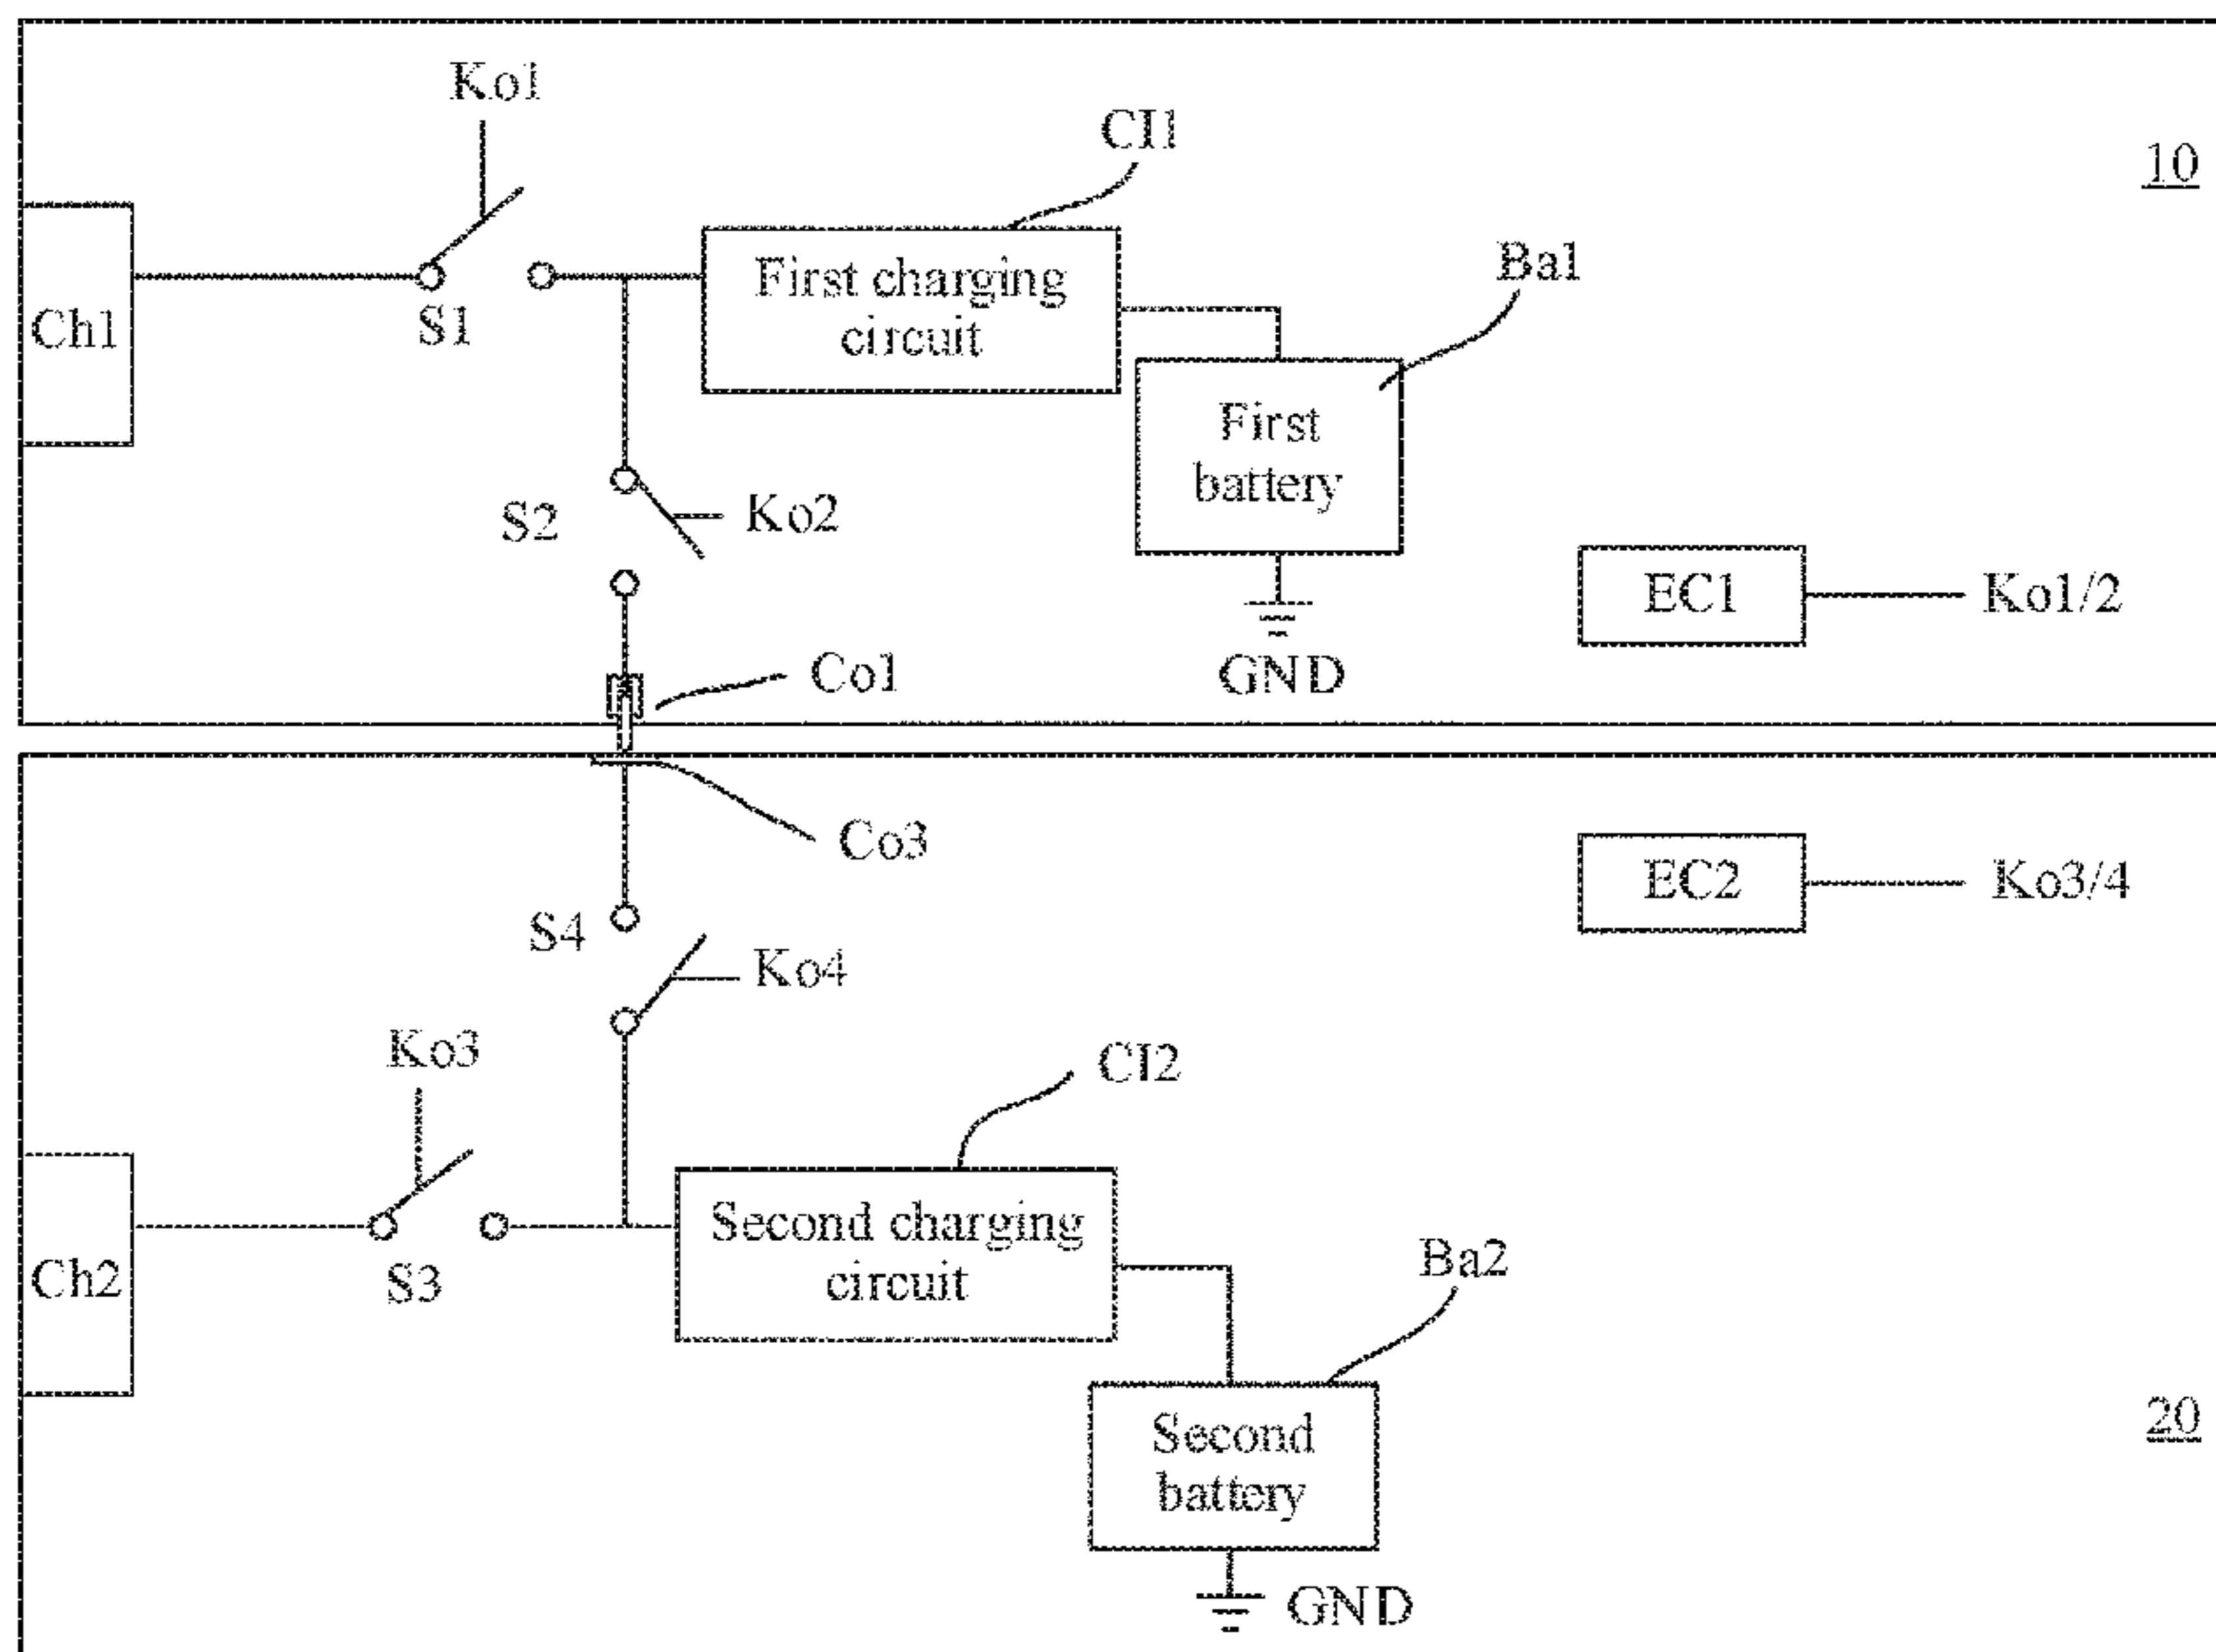 Ko1
CI1
10
First charging
circuit
Ba1
Ch1
S1
First
battery
S2
Ko2
EC1
Ko1/2
Co1
GND
Co3
EC2
Ko3/4
S4
Ko4
Ko3
CI2
Second charging
circuit
Ch2
S3
Ba2
20
Second
battery
GND